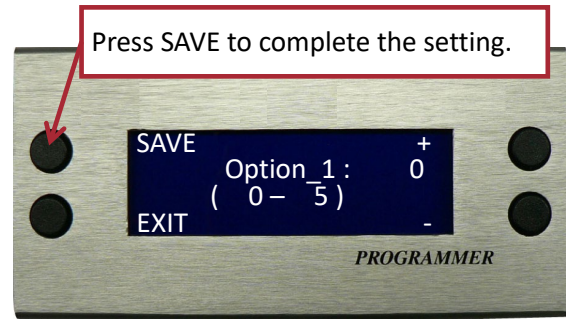 Press SAVE to complete the setting.
SAVE +
Option_1 : 0
( 0 – 5 )
EXIT -
PROGRAMMER